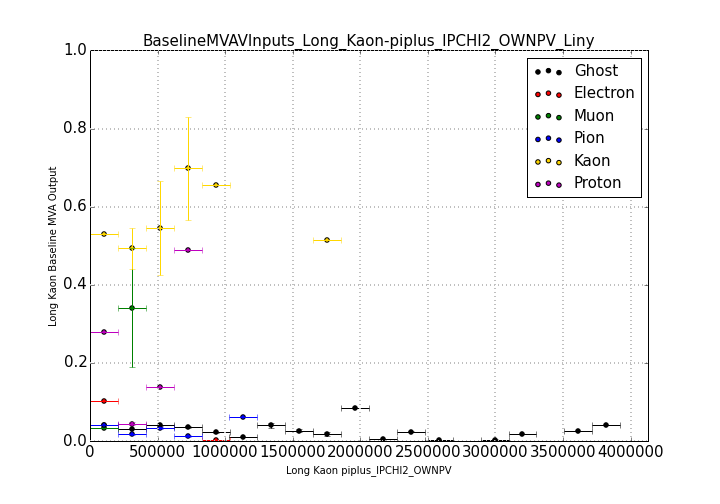 BaselineMVAVInputs_Long_Kaon-piplus_IPCHI2_OWNPV_Liny
1.0
0.8
0.6
0.4
0.2
0.0
Long Kaon Baseline MVA Output
Ghost
Electron
Muon
Pion
Kaon
Proton
0 500000 1000000 1500000 2000000 2500000 3000000 3500000 4000000
Long Kaon piplus_IPCHI2_OWNPV